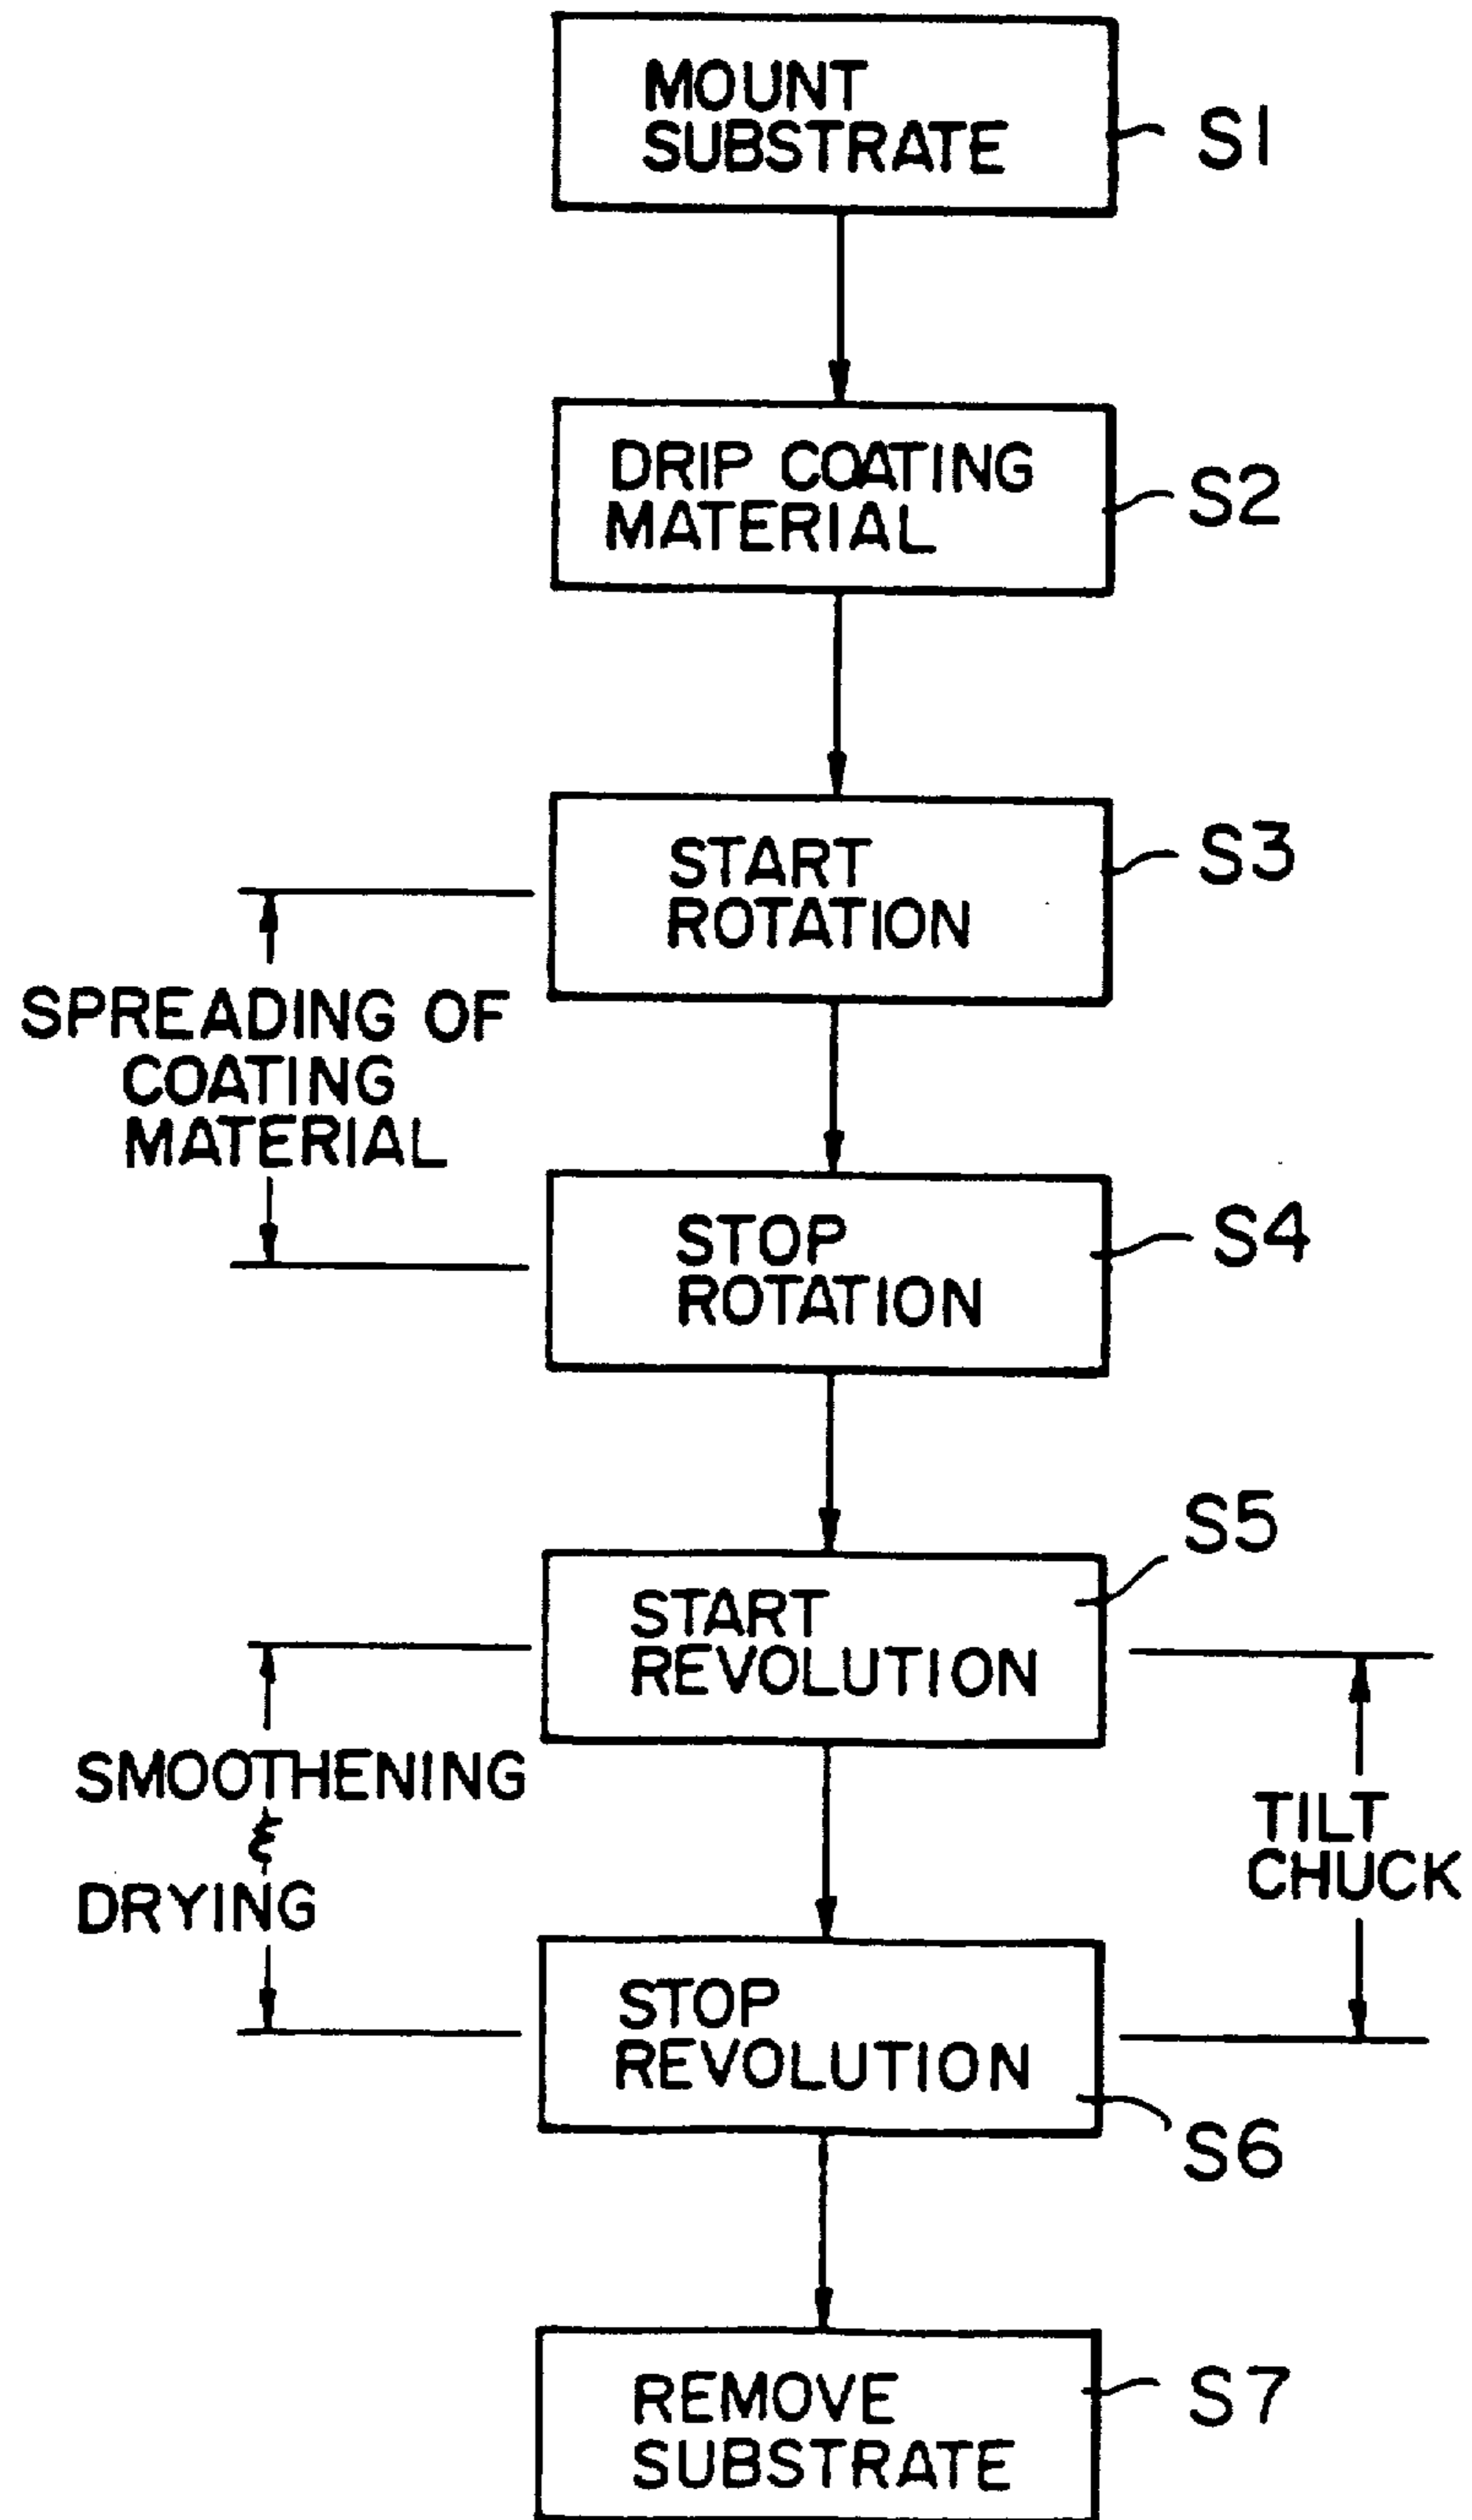 MOUNT
SUBSTRATE
S1
DRIP COATING
MATERIAL
S2
START
ROTATION
S3
SPREADING OF
COATING
MATERIAL
STOP
ROTATION
S4
START
REVOLUTION
S5
SMOOTHENING
&
DRYING
TILT
CHUCK
STOP
REVOLUTION
S6
REMOVE
SUBSTRATE
S7